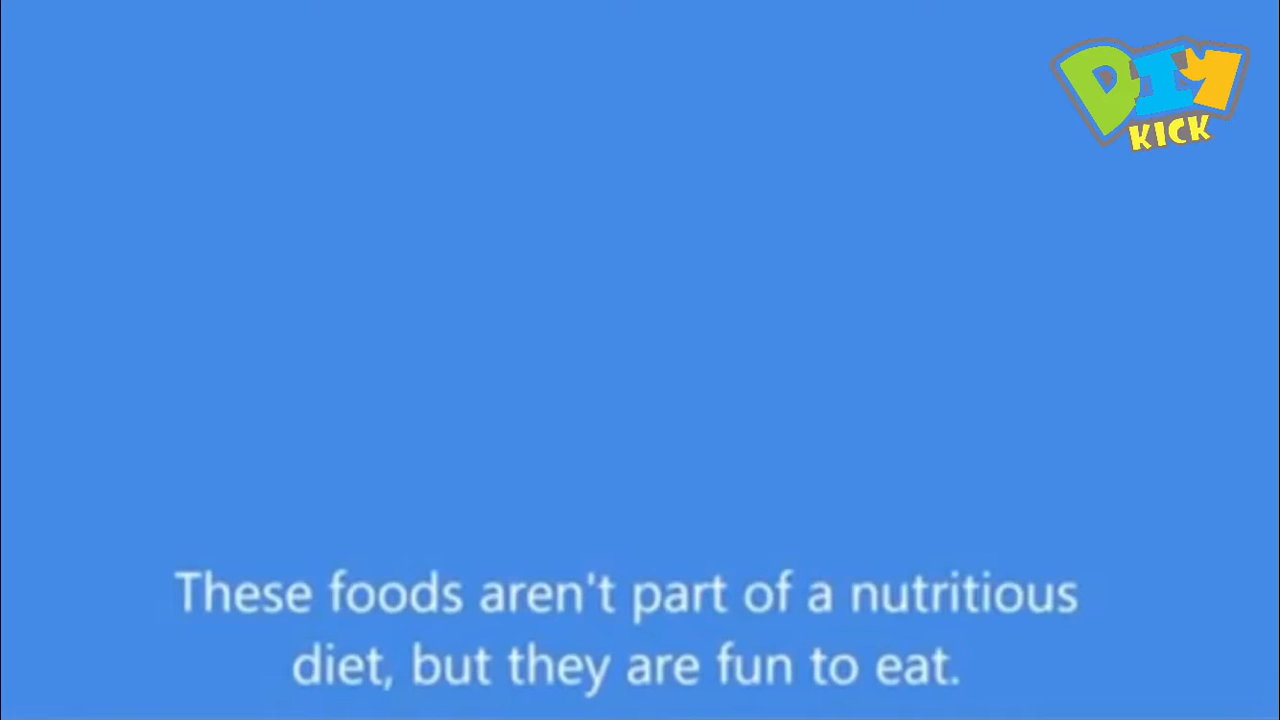 DIY
KICK
These foods aren't part of a nutritious
diet, but they are fun to eat.